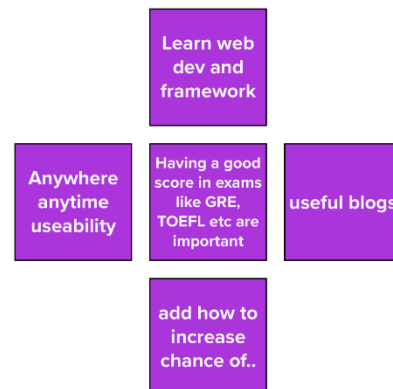 Learn web
dev and
framework
Anywhere
anytime
useability
Having a good
score in exams
like GRE,
TOEFL etc are
important
useful blogs
add how to
increase
chance of..